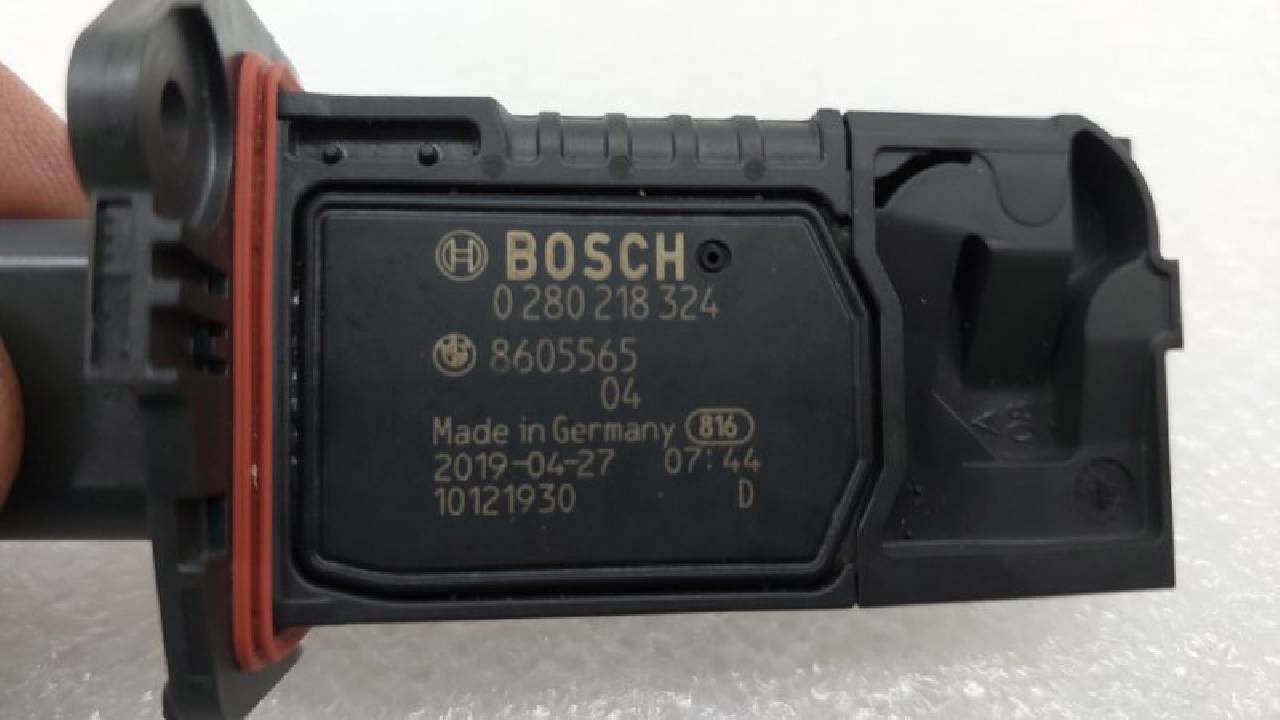 BOSCH
0 280 218 324
8605565
04
Made in Germany 816
2019-04-27 07:44
10121930 D